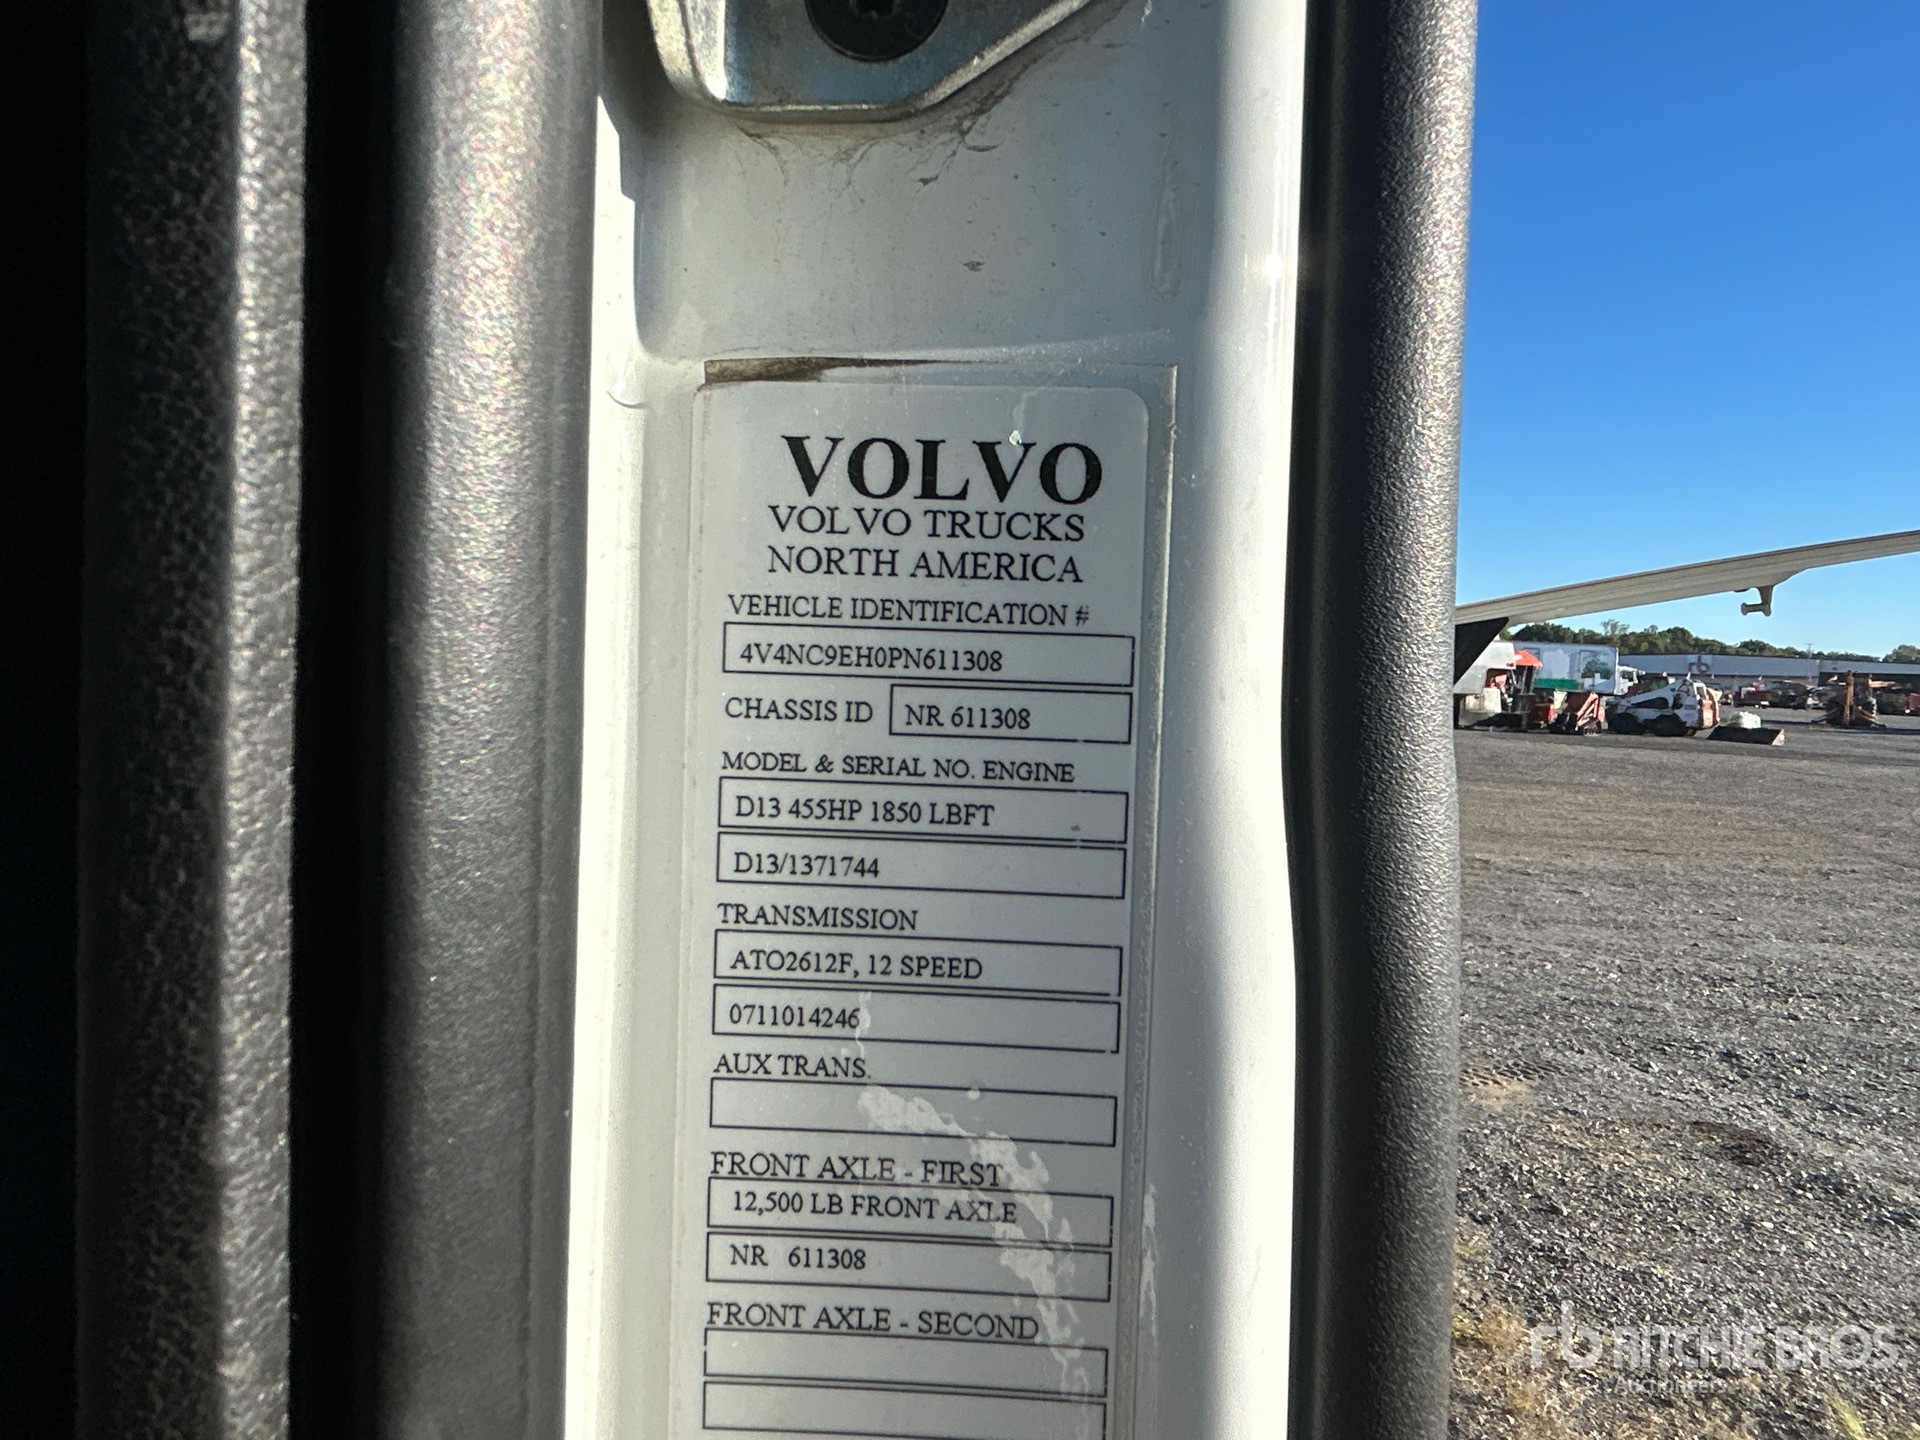 VOLVO
VOLVO TRUCKS
NORTH AMERICA
VEHICLE IDENTIFICATION #
4V4NC9EH0PN611308
CHASSIS ID NR 611308
MODEL & SERIAL NO. ENGINE
D13 455HP 1850 LBFT
D13/1371744
TRANSMISSION
ATO2612F, 12 SPEED
0711014246
AUX TRANS.
FRONT AXLE - FIRST
12,500 LB FRONT AXLE
NR 611308
FRONT AXLE - SECOND
rb RITCHIE BROS.
Auctioneers